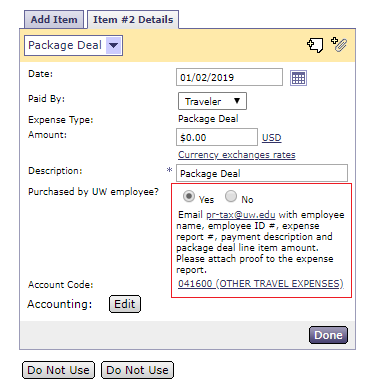 Add Item Item #2 Details
Package Deal
Date: 01/02/2019
Paid By: Traveler
Expense Type: Package Deal
Amount: $0.00 USD
Currency exchanges rates
Description: * Package Deal
Purchased by UW employee? Yes No
Email pr-tax@uw.edu with employee
name, employee ID #, expense
report #, payment description and
package deal line item amount.
Please attach proof to the expense
report.
Account Code: 041600 (OTHER TRAVEL EXPENSES)
Accounting: Edit
Done
Do Not Use Do Not Use